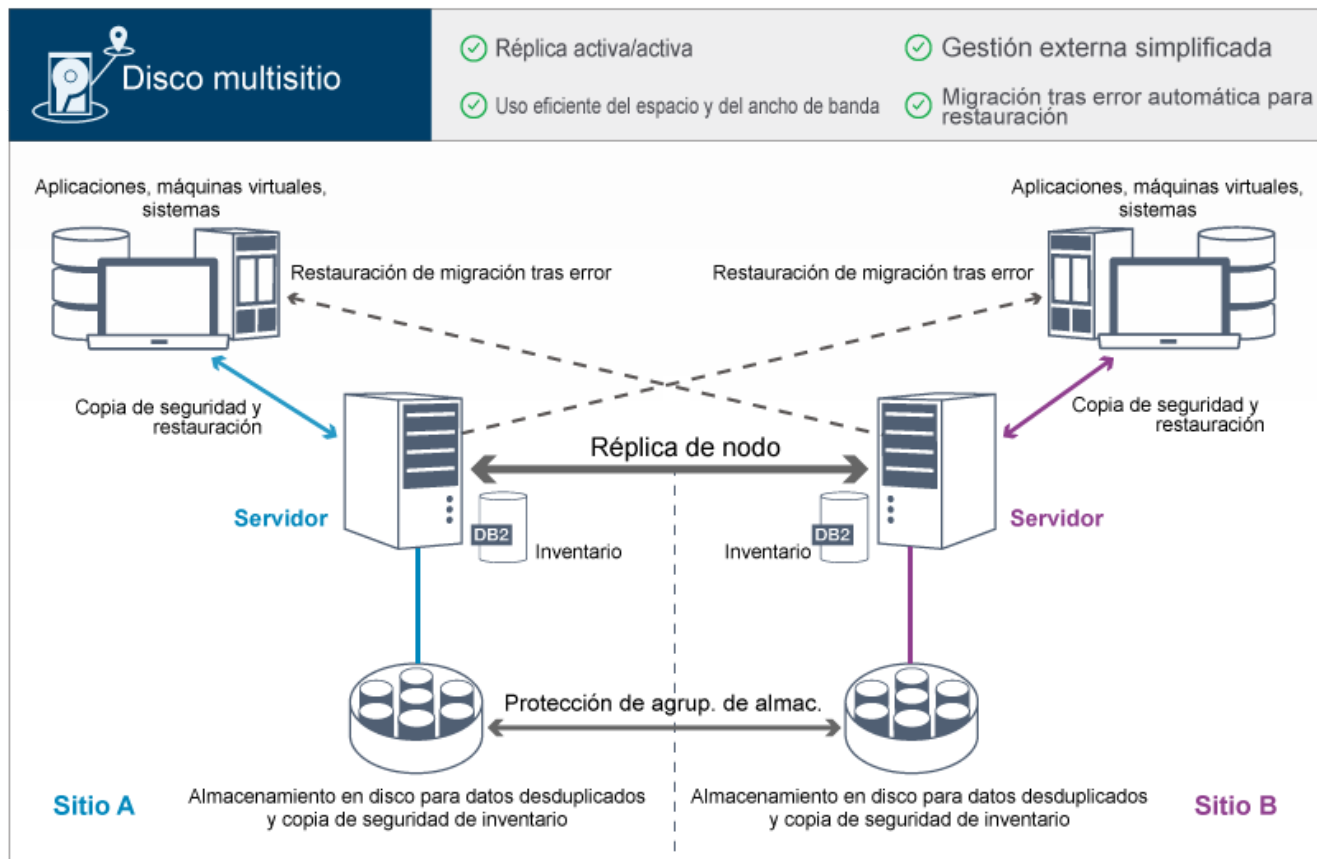 Disco multisitio
Réplica activa/activa
Gestión externa simplificada
Uso eficiente del espacio y del ancho de banda
Migración tras error automática para
restauración
Aplicaciones, máquinas virtuales,
sistemas
Aplicaciones, máquinas virtuales,
sistemas
Restauración de migración tras error
Restauración de migración tras error
Copia de seguridad y
restauración
Copia de seguridad y
restauración
Réplica de nodo
Servidor
Servidor
DB2
Inventario
Inventario
DB2
Protección de agrup. de almac.
Sitio A
Almacenamiento en disco para datos desduplicados
y copia de seguridad de inventario
Almacenamiento en disco para datos desduplicados
y copia de seguridad de inventario
Sitio B